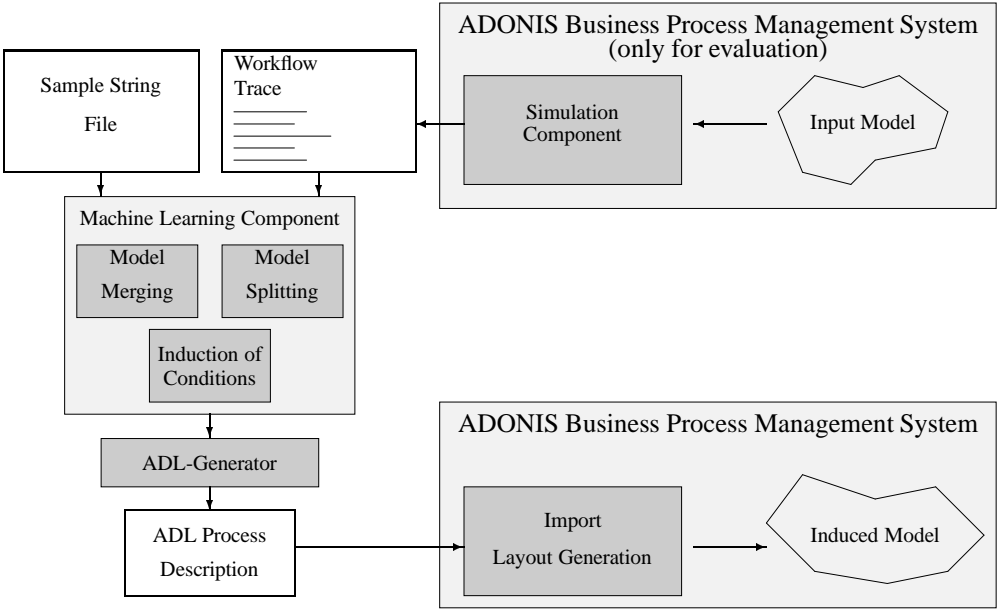 ADONIS Business Process Management System
(only for evaluation)
Sample String
File
Workflow
Trace
Simulation
Component
Input Model
Machine Learning Component
Model
Merging
Model
Splitting
Induction of
Conditions
ADL-Generator
ADL Process
Description
ADONIS Business Process Management System
Import
Layout Generation
Induced Model